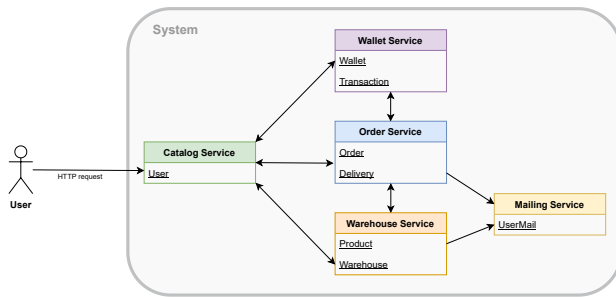 System
Wallet Service
Wallet
Transaction
Catalog Service
User
Order Service
Order
Delivery
HTTP request
User
Mailing Service
UserMail
Warehouse Service
Product
Warehouse